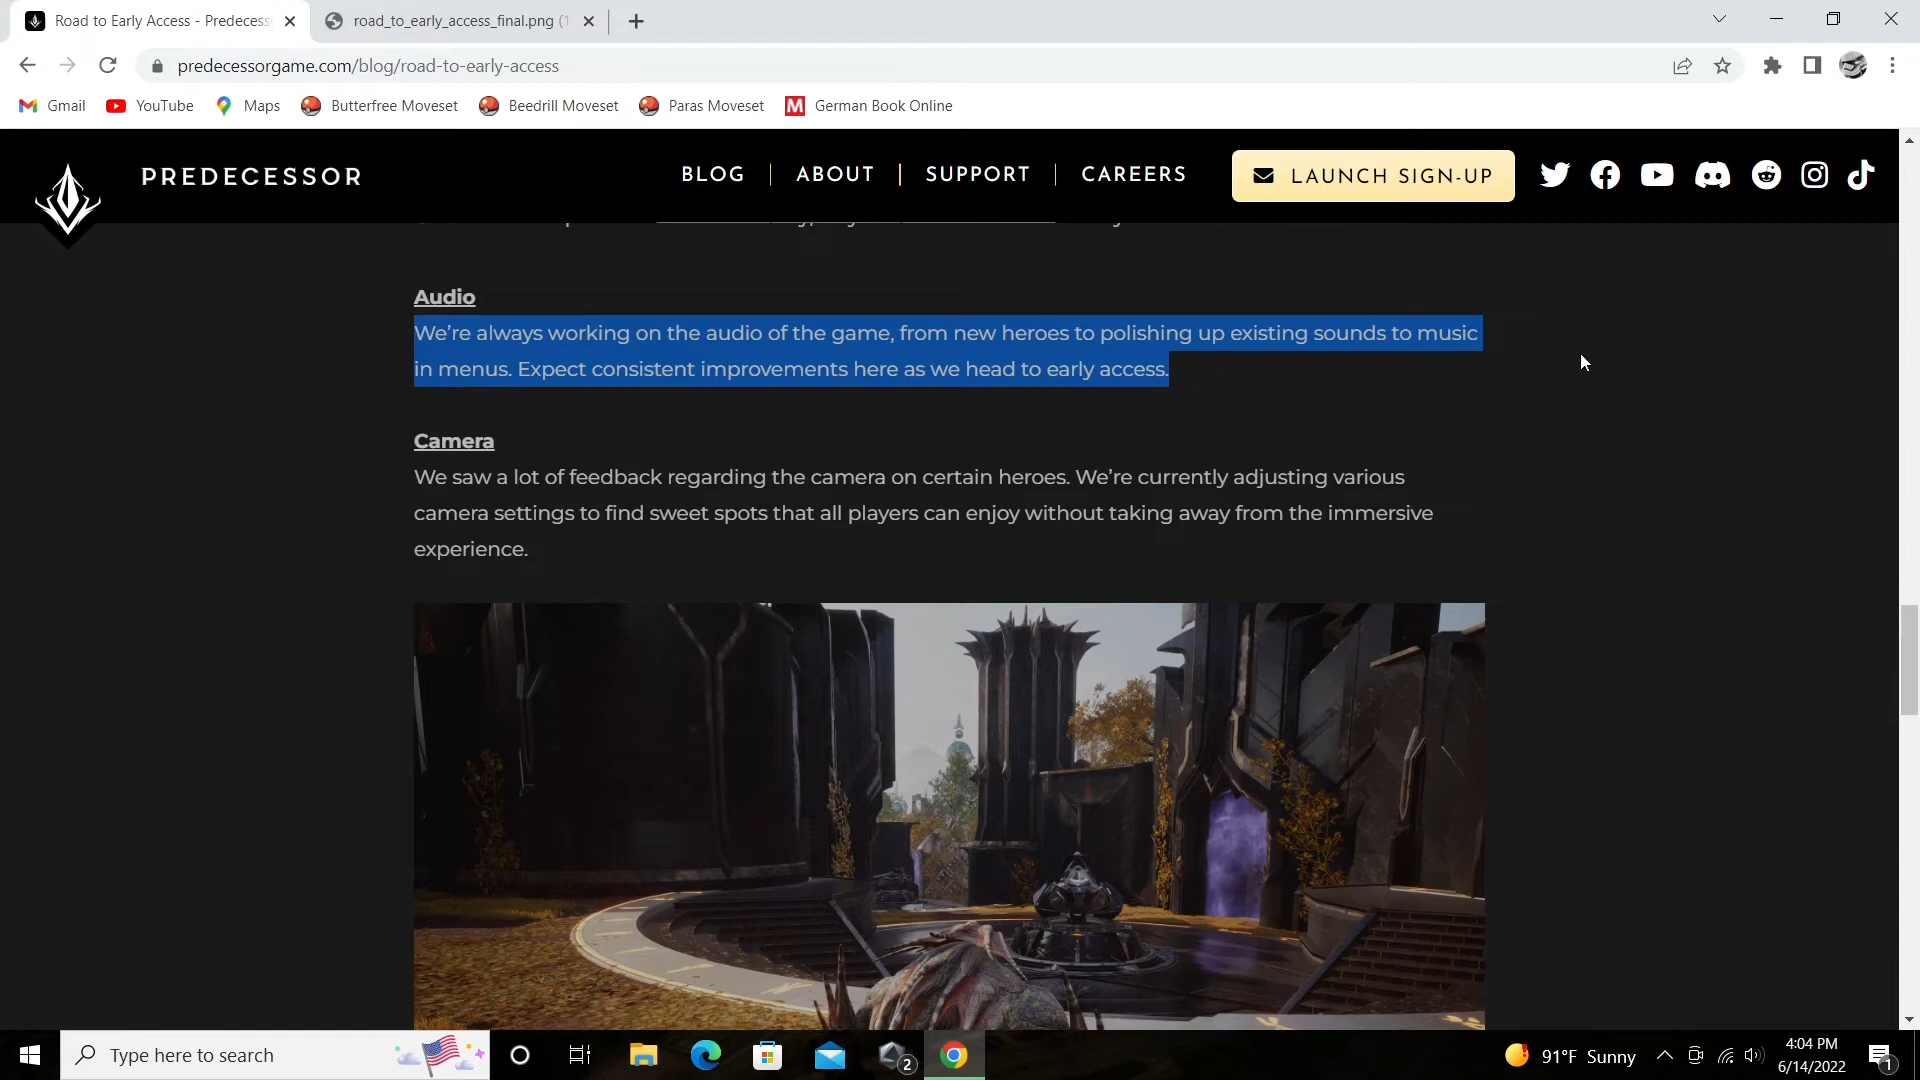 Road to Early Access - Predecess
road_to_early_access_final.png (1
predecessorgame.com/blog/road-to-early-access
Gmail
YouTube
Maps
Butterfree Moveset
Beedrill Moveset
Paras Moveset
M
German Book Online
PREDECESSOR
BLOG
ABOUT
SUPPORT
CAREERS
LAUNCH SIGN-UP
Audio
We're always working on the audio of the game, from new heroes to polishing up existing sounds to music
in menus. Expect consistent improvements here as we head to early access.
Camera
We saw a lot of feedback regarding the camera on certain heroes. We're currently adjusting various
camera settings to find sweet spots that all players can enjoy without taking away from the immersive
experience.
Type here to search
2
91°F Sunny
4:04 PM
6/14/2022
1